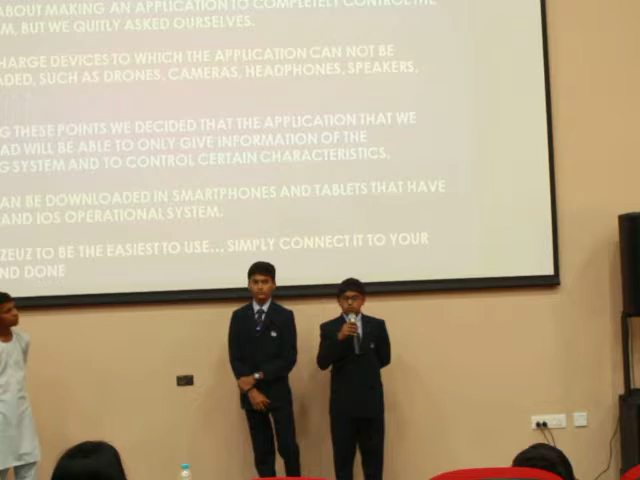 ABOUT MAKING AN APPLICATION TO COMPLETELY CONTROL THE
M, BUT WE QUITLY ASKED OURSELVES.
HARGE DEVICES TO WHICH THE APPLICATION CAN NOT BE
ADED, SUCH AS DRONES, CAMERAS, HEADPHONES, SPEAKERS,
G THESE POINTS WE DECIDED THAT THE APPLICATION THAT WE
AD WILL BE ABLE TO ONLY GIVE INFORMATION OF THE
G SYSTEM AND TO CONTROL CERTAIN CHARACTERISTICS.
AN BE DOWNLOADED IN SMARTPHONES AND TABLETS THAT HAVE
AND IOS OPERATIONAL SYSTEM.
ZEUZ TO BE THE EASIEST TO USE... SIMPLY CONNECT IT TO YOUR
ND DONE